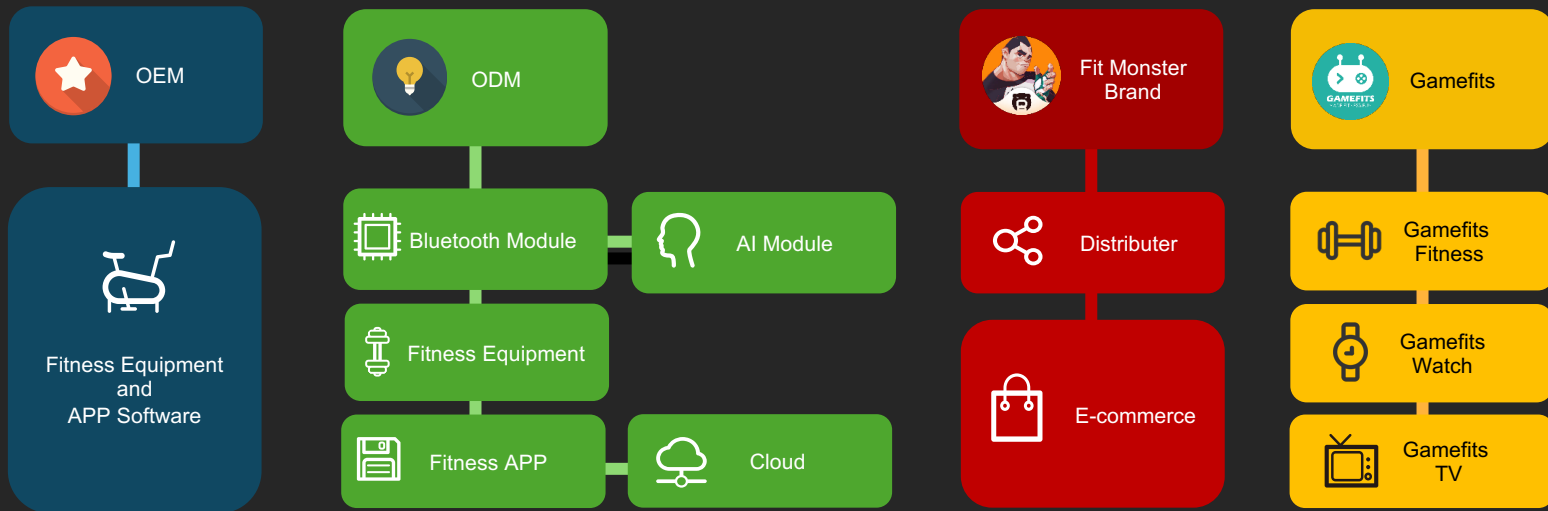 OEM
Fitness Equipment
and
APP Software
ODM
Bluetooth Module
AI Module
Fitness Equipment
Fitness APP
Cloud
Fit Monster
Brand
Distributer
E-commerce
GAMEFITS
Gamefits
Gamefits
Fitness
Gamefits
Watch
Gamefits
TV